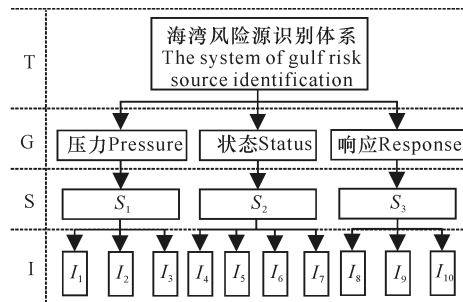 T
海湾风险源识别体系
The system of gulf risk
source identification
G
压力Pressure
状态Status
响应Response
S
S₁
S₂
S₃
I
I₁
I₂
I₃
I₄
I₅
I₆
I₇
I₈
I₉
I₁₀